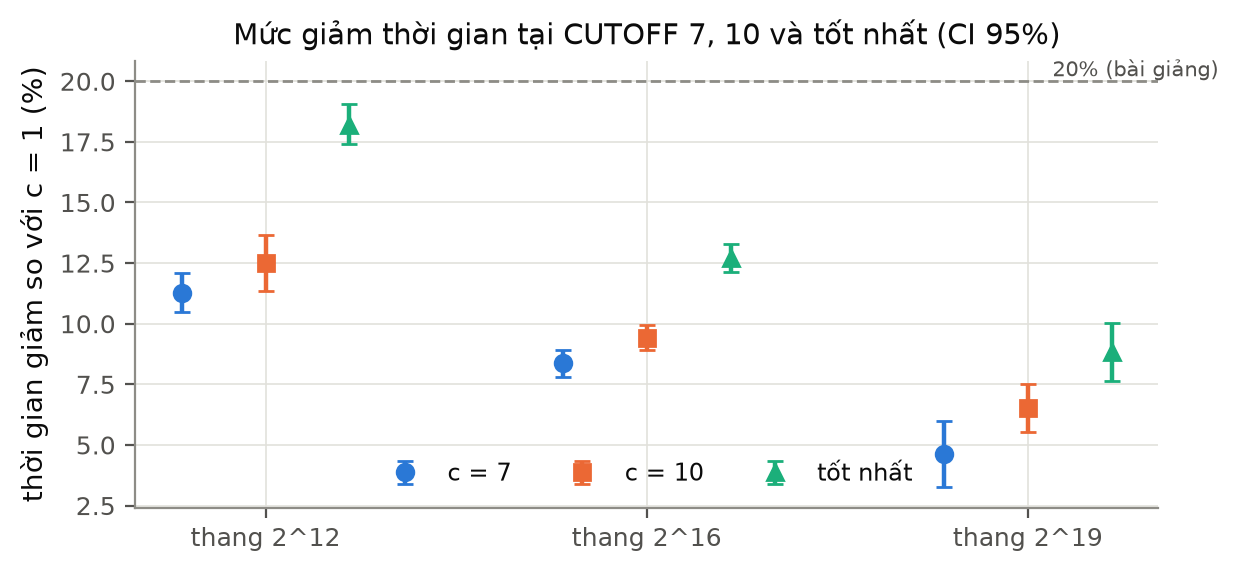 Mức giảm thời gian tại CUTOFF 7, 10 và tốt nhất (CI 95%)
20% (bài giảng)
thời gian giảm so với c = 1 (%)
20.0
17.5
15.0
12.5
10.0
7.5
5.0
2.5
c = 7
c = 10
tốt nhất
thang 2^12
thang 2^16
thang 2^19